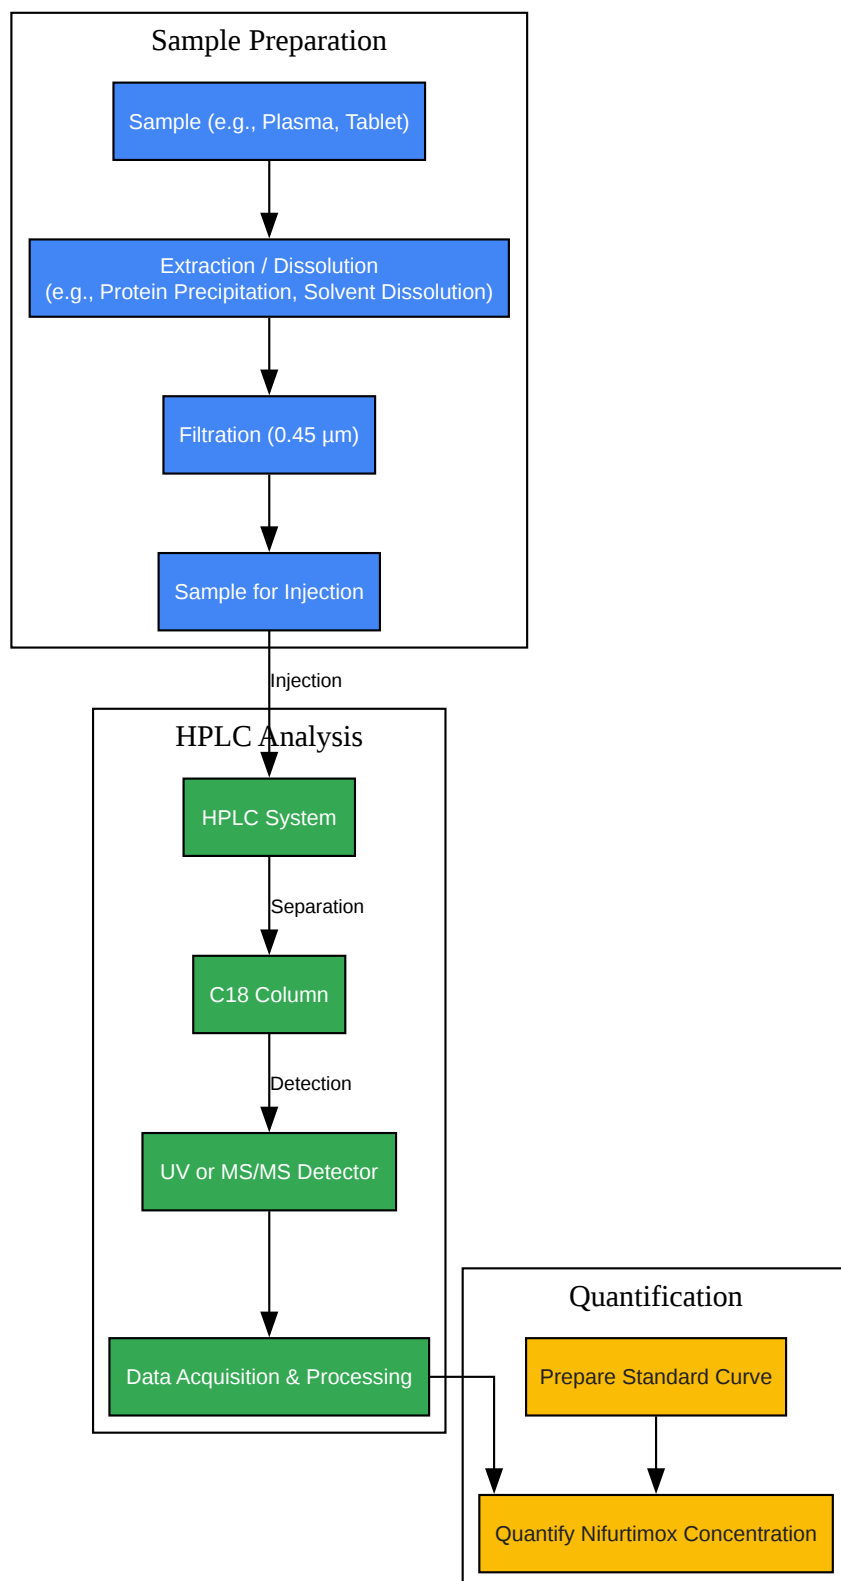 Sample Preparation
Sample (e.g., Plasma, Tablet)
Extraction / Dissolution
(e.g., Protein Precipitation, Solvent Dissolution)
Filtration (0.45 µm)
Sample for Injection
Injection
HPLC Analysis
HPLC System
Separation
C18 Column
Detection
UV or MS/MS Detector
Data Acquisition & Processing
Quantification
Prepare Standard Curve
Quantify Nifurtimox Concentration